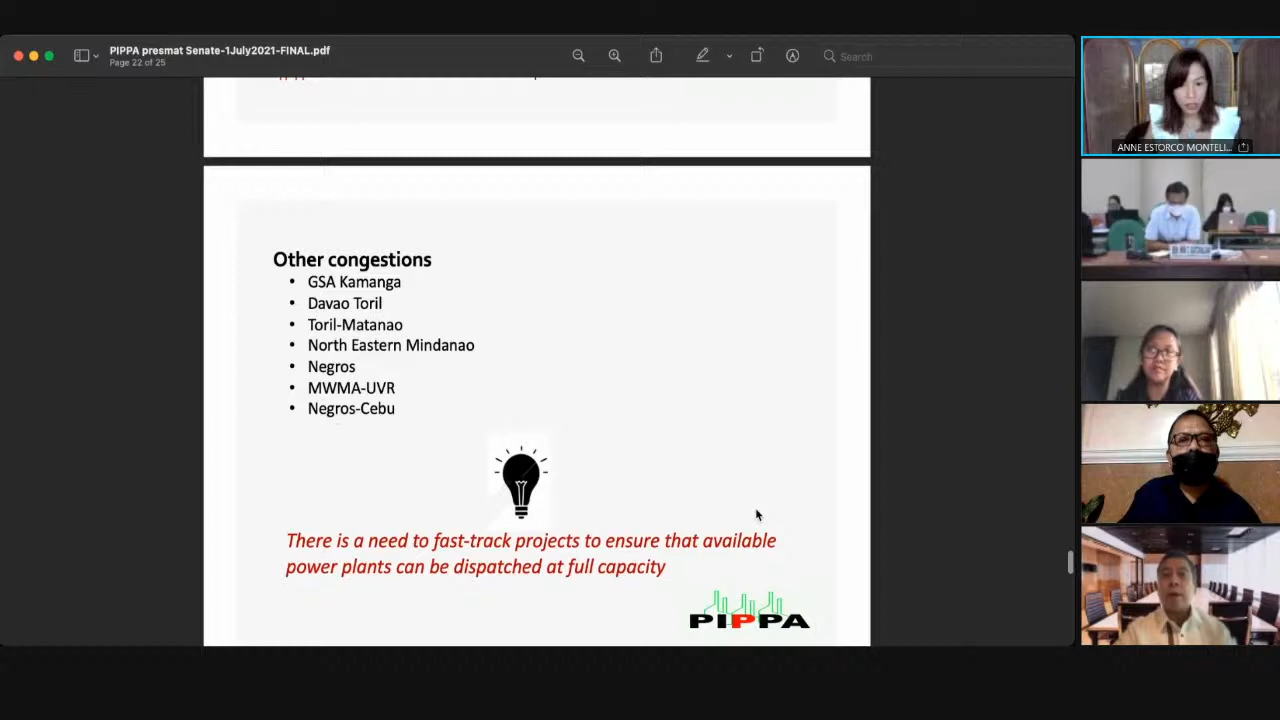 PIPPA presmat Senate-1July2021-FINAL.pdf
Page 22 of 25
Search
Other congestions
• GSA Kamanga
• Davao Toril
• Toril-Matanao
• North Eastern Mindanao
• Negros
• MWMA-UVR
• Negros-Cebu
There is a need to fast-track projects to ensure that available
power plants can be dispatched at full capacity
PIPPA
ANNE ESTORCO MONTELI...